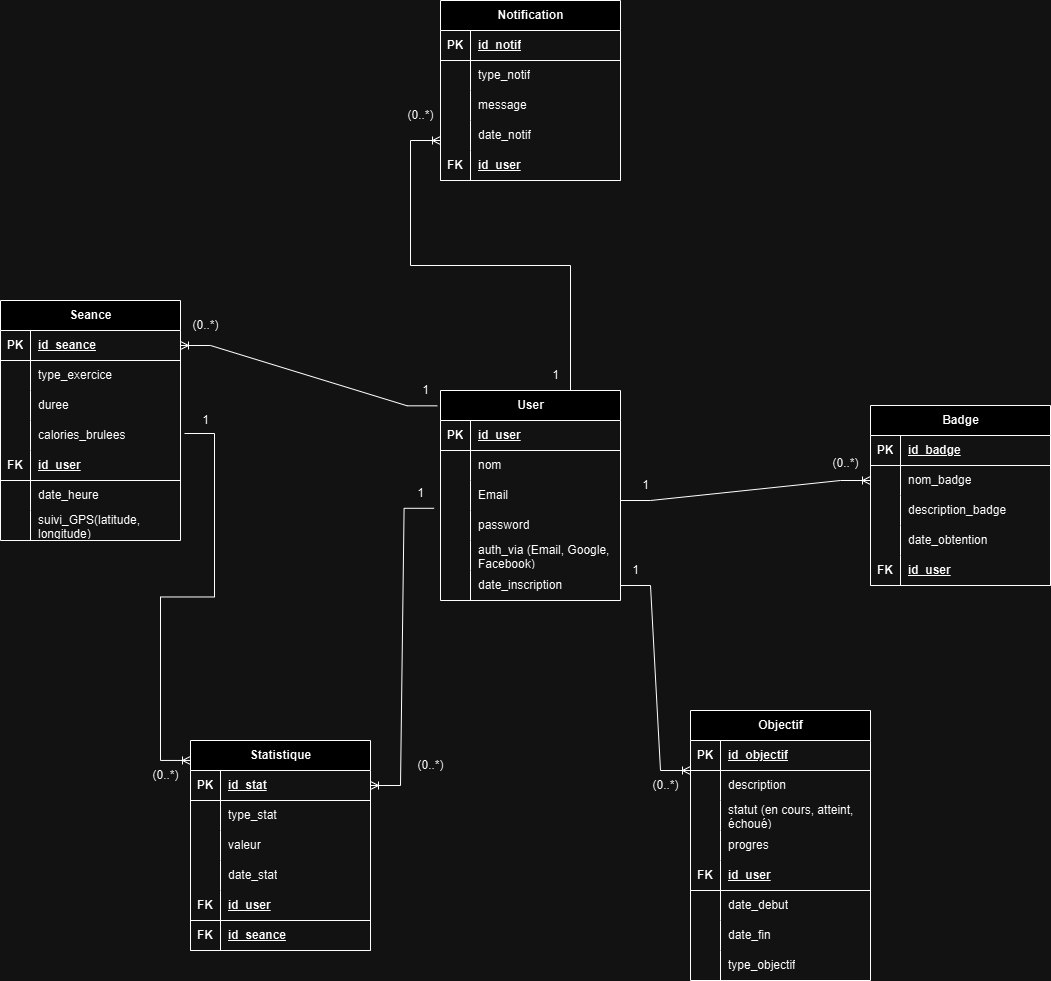 Notification
PK id_notif
type_notif
message
(0..*)
date_notif
FK id_user
Seance
(0..*)
PK id_seance
type_exercice
duree
calories_brulees
FK id_user
date_heure
suivi_GPS(latitude,
longitude)
1
1
1
User
PK id_user
nom
Email
password
auth_via (Email, Google,
Facebook)
date_inscription
1
1
1
Badge
PK id_badge
(0..*)
nom_badge
description_badge
date_obtention
FK id_user
Statistique
(0..*)
(0..*)
PK id_stat
type_stat
valeur
date_stat
FK id_user
FK id_seance
Objectif
PK id_objectif
(0..*)
description
statut (en cours, atteint,
échoué)
progres
FK id_user
date_debut
date_fin
type_objectif